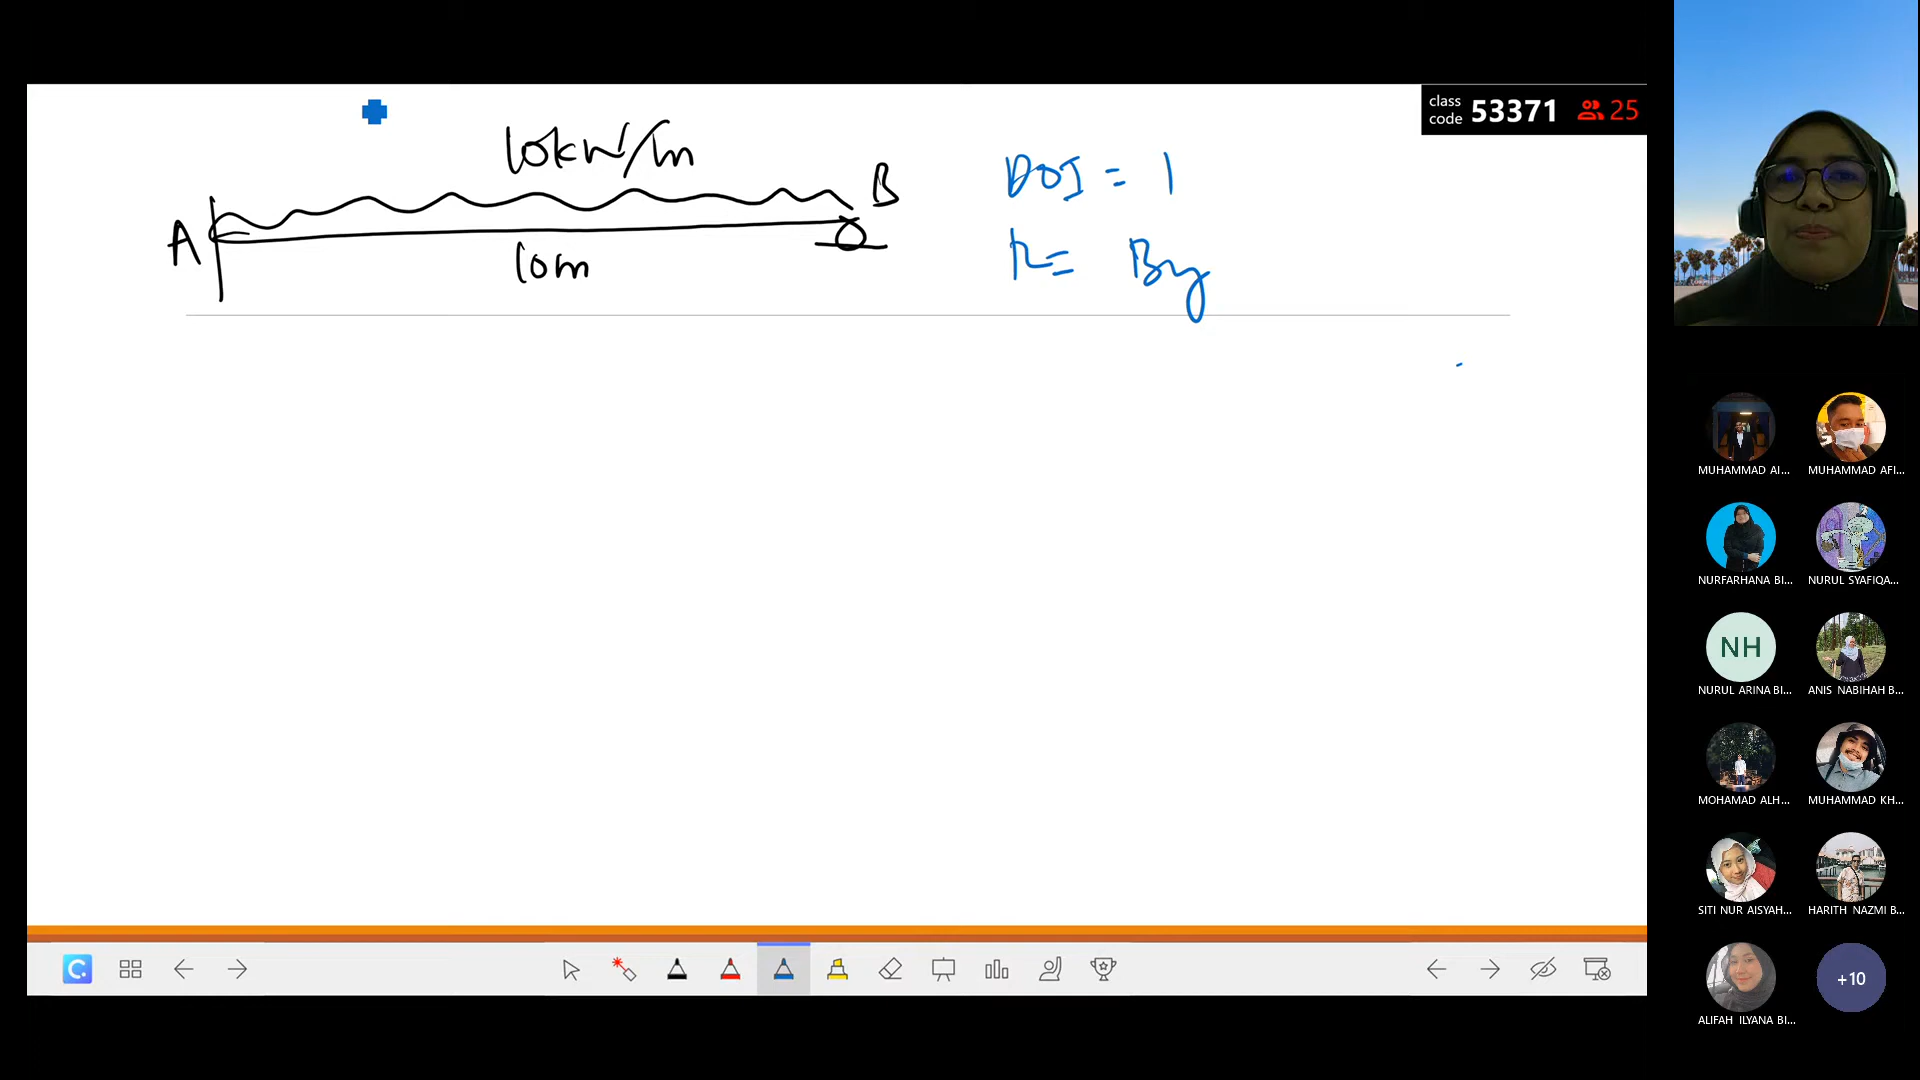 class code 53371 25
10kN/m
DOI = 1
B
A
10m
R = By
MUHAMMAD AI...
MUHAMMAD AFI...
NURFARHANA BI...
NURUL SYAFIQA...
NH
NURUL ARINA BI...
ANIS NABIHAH B...
MOHAMAD ALH...
MUHAMMAD KH...
SITI NUR AISYAH...
HARITH NAZMI B...
C
+10
ALIFAH ILYANA BI...